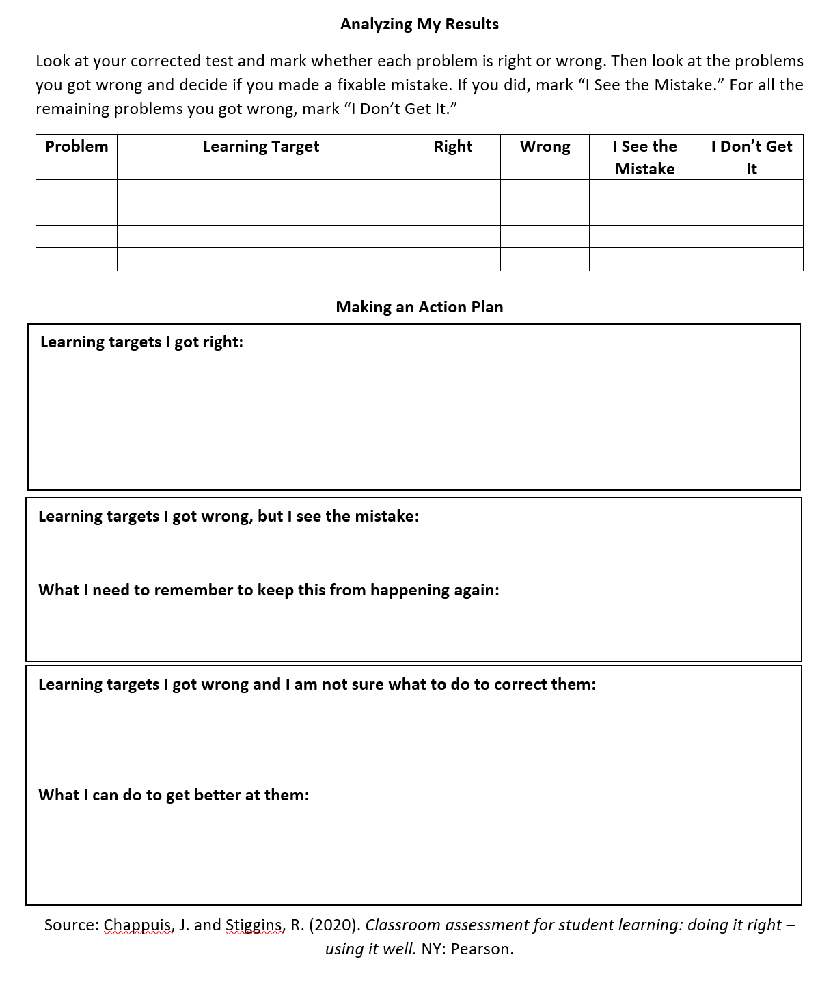 Analyzing My Results
Look at your corrected test and mark whether each problem is right or wrong. Then look at the problems
you got wrong and decide if you made a fixable mistake. If you did, mark “I See the Mistake.” For all the
remaining problems you got wrong, mark “I Don’t Get It.”
Problem Learning Target Right Wrong I See the Mistake I Don’t Get It
Making an Action Plan
Learning targets I got right:
Learning targets I got wrong, but I see the mistake:
What I need to remember to keep this from happening again:
Learning targets I got wrong and I am not sure what to do to correct them:
What I can do to get better at them:
Source: Chappuis, J. and Stiggins, R. (2020). Classroom assessment for student learning: doing it right –
using it well. NY: Pearson.